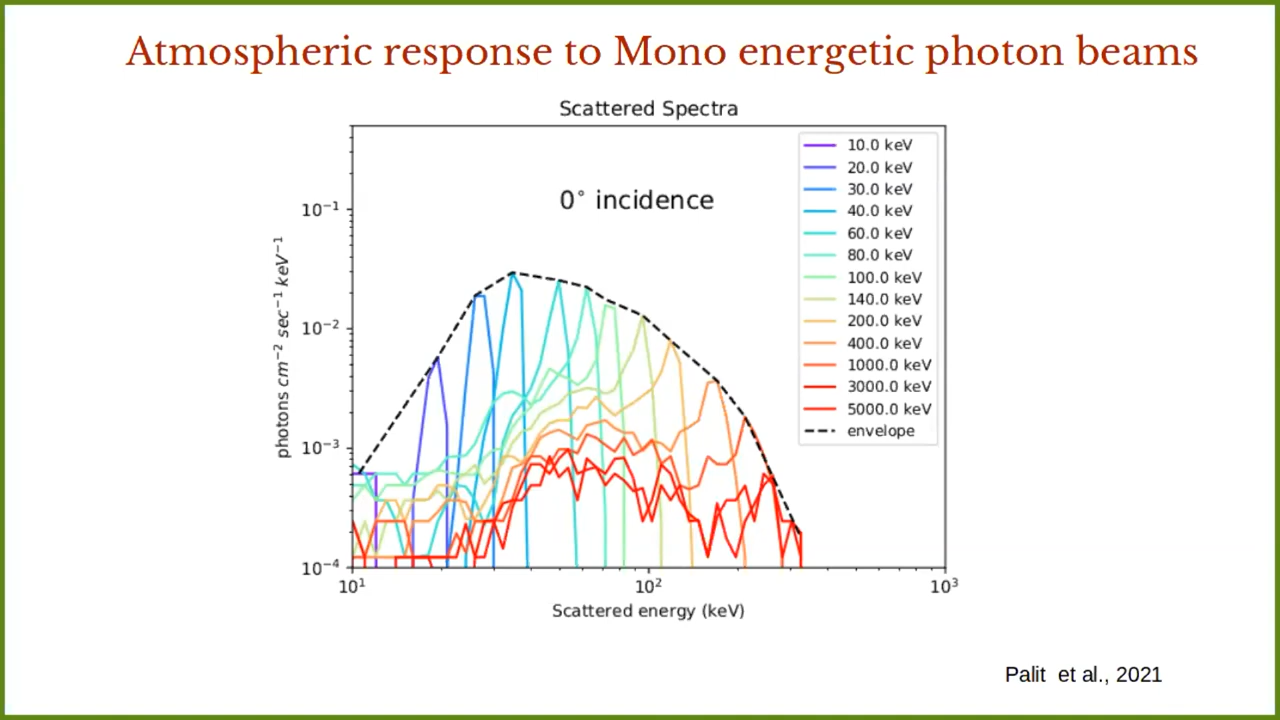 Atmospheric response to Mono energetic photon beams
Scattered Spectra
0° incidence
10.0 keV
20.0 keV
30.0 keV
40.0 keV
60.0 keV
80.0 keV
100.0 keV
140.0 keV
200.0 keV
400.0 keV
1000.0 keV
3000.0 keV
5000.0 keV
envelope
photons cm⁻² sec⁻¹ keV⁻¹
10⁻¹
10⁻²
10⁻³
10⁻⁴
10¹
10²
10³
Scattered energy (keV)
Palit et al., 2021